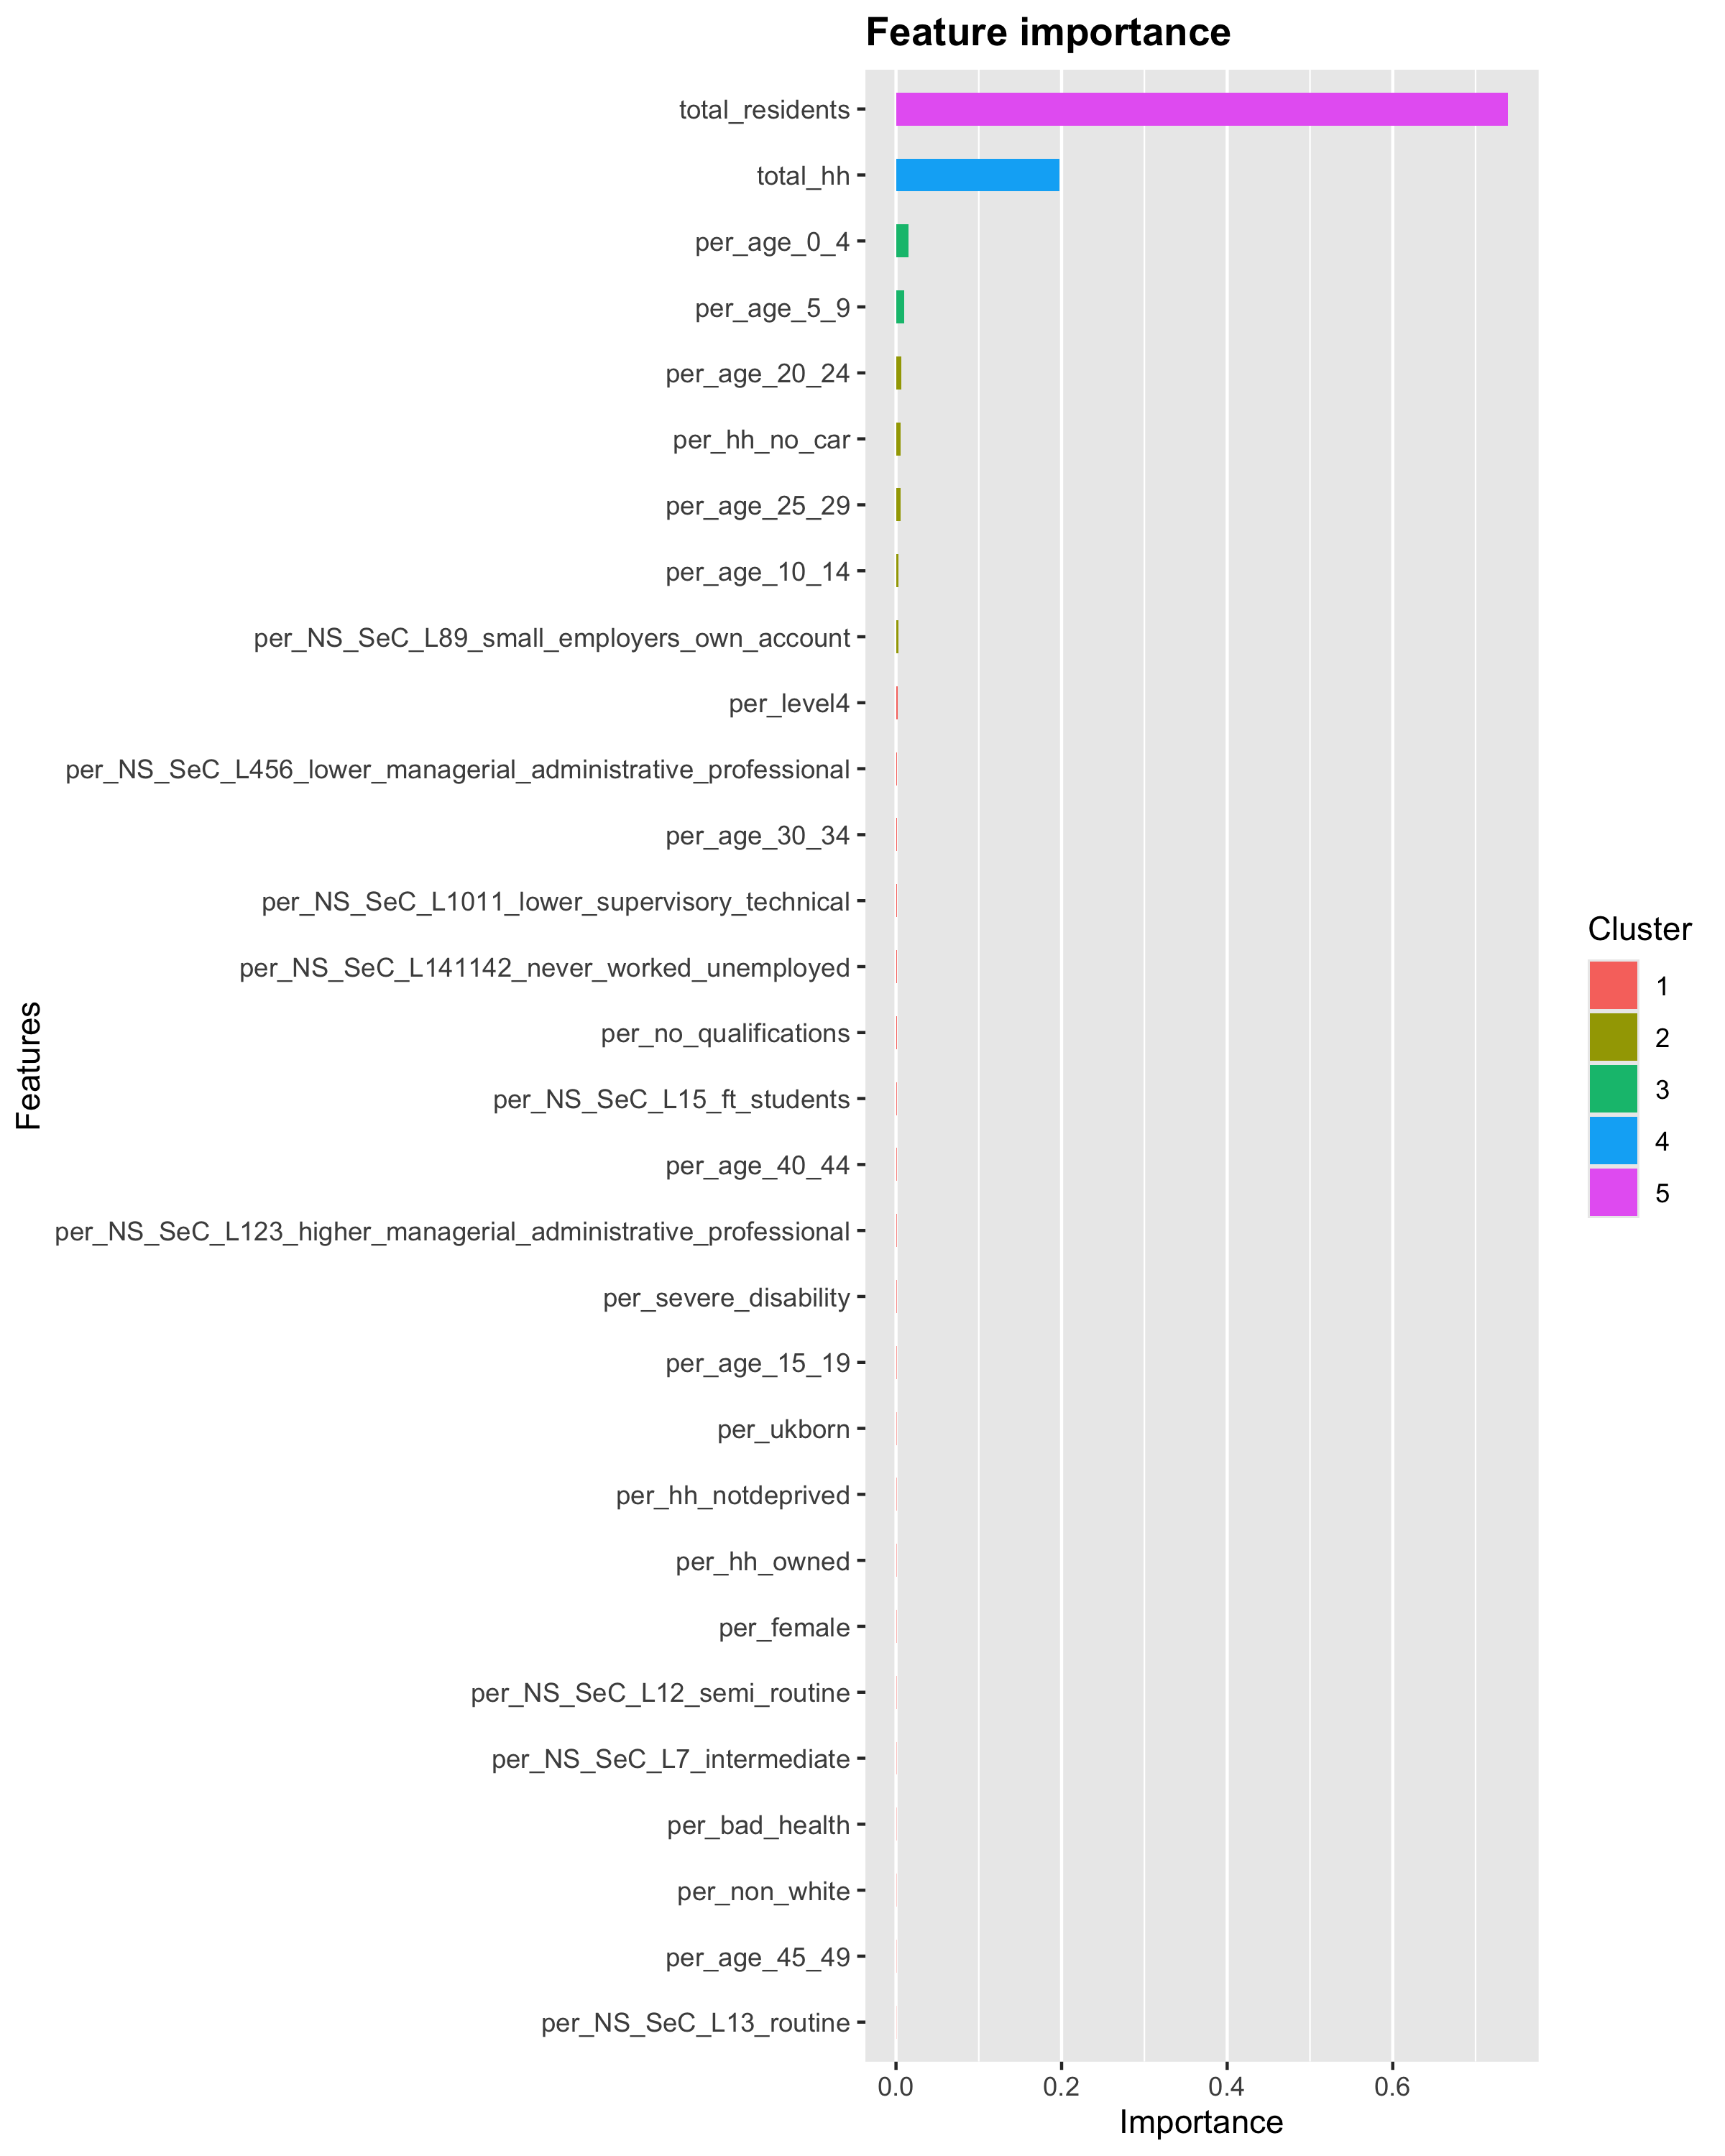 Feature importance
total_residents
total_hh
per_age_0_4
per_age_5_9
per_age_20_24
per_hh_no_car
per_age_25_29
per_age_10_14
per_NS_SeC_L89_small_employers_own_account
per_level4
per_NS_SeC_L456_lower_managerial_administrative_professional
per_age_30_34
per_NS_SeC_L1011_lower_supervisory_technical
per_NS_SeC_L141142_never_worked_unemployed
per_no_qualifications
per_NS_SeC_L15_ft_students
per_age_40_44
per_NS_SeC_L123_higher_managerial_administrative_professional
per_severe_disability
per_age_15_19
per_ukborn
per_hh_notdeprived
per_hh_owned
per_female
per_NS_SeC_L12_semi_routine
per_NS_SeC_L7_intermediate
per_bad_health
per_non_white
per_age_45_49
per_NS_SeC_L13_routine
Features
0.0 0.2 0.4 0.6
Importance
Cluster
1
2
3
4
5